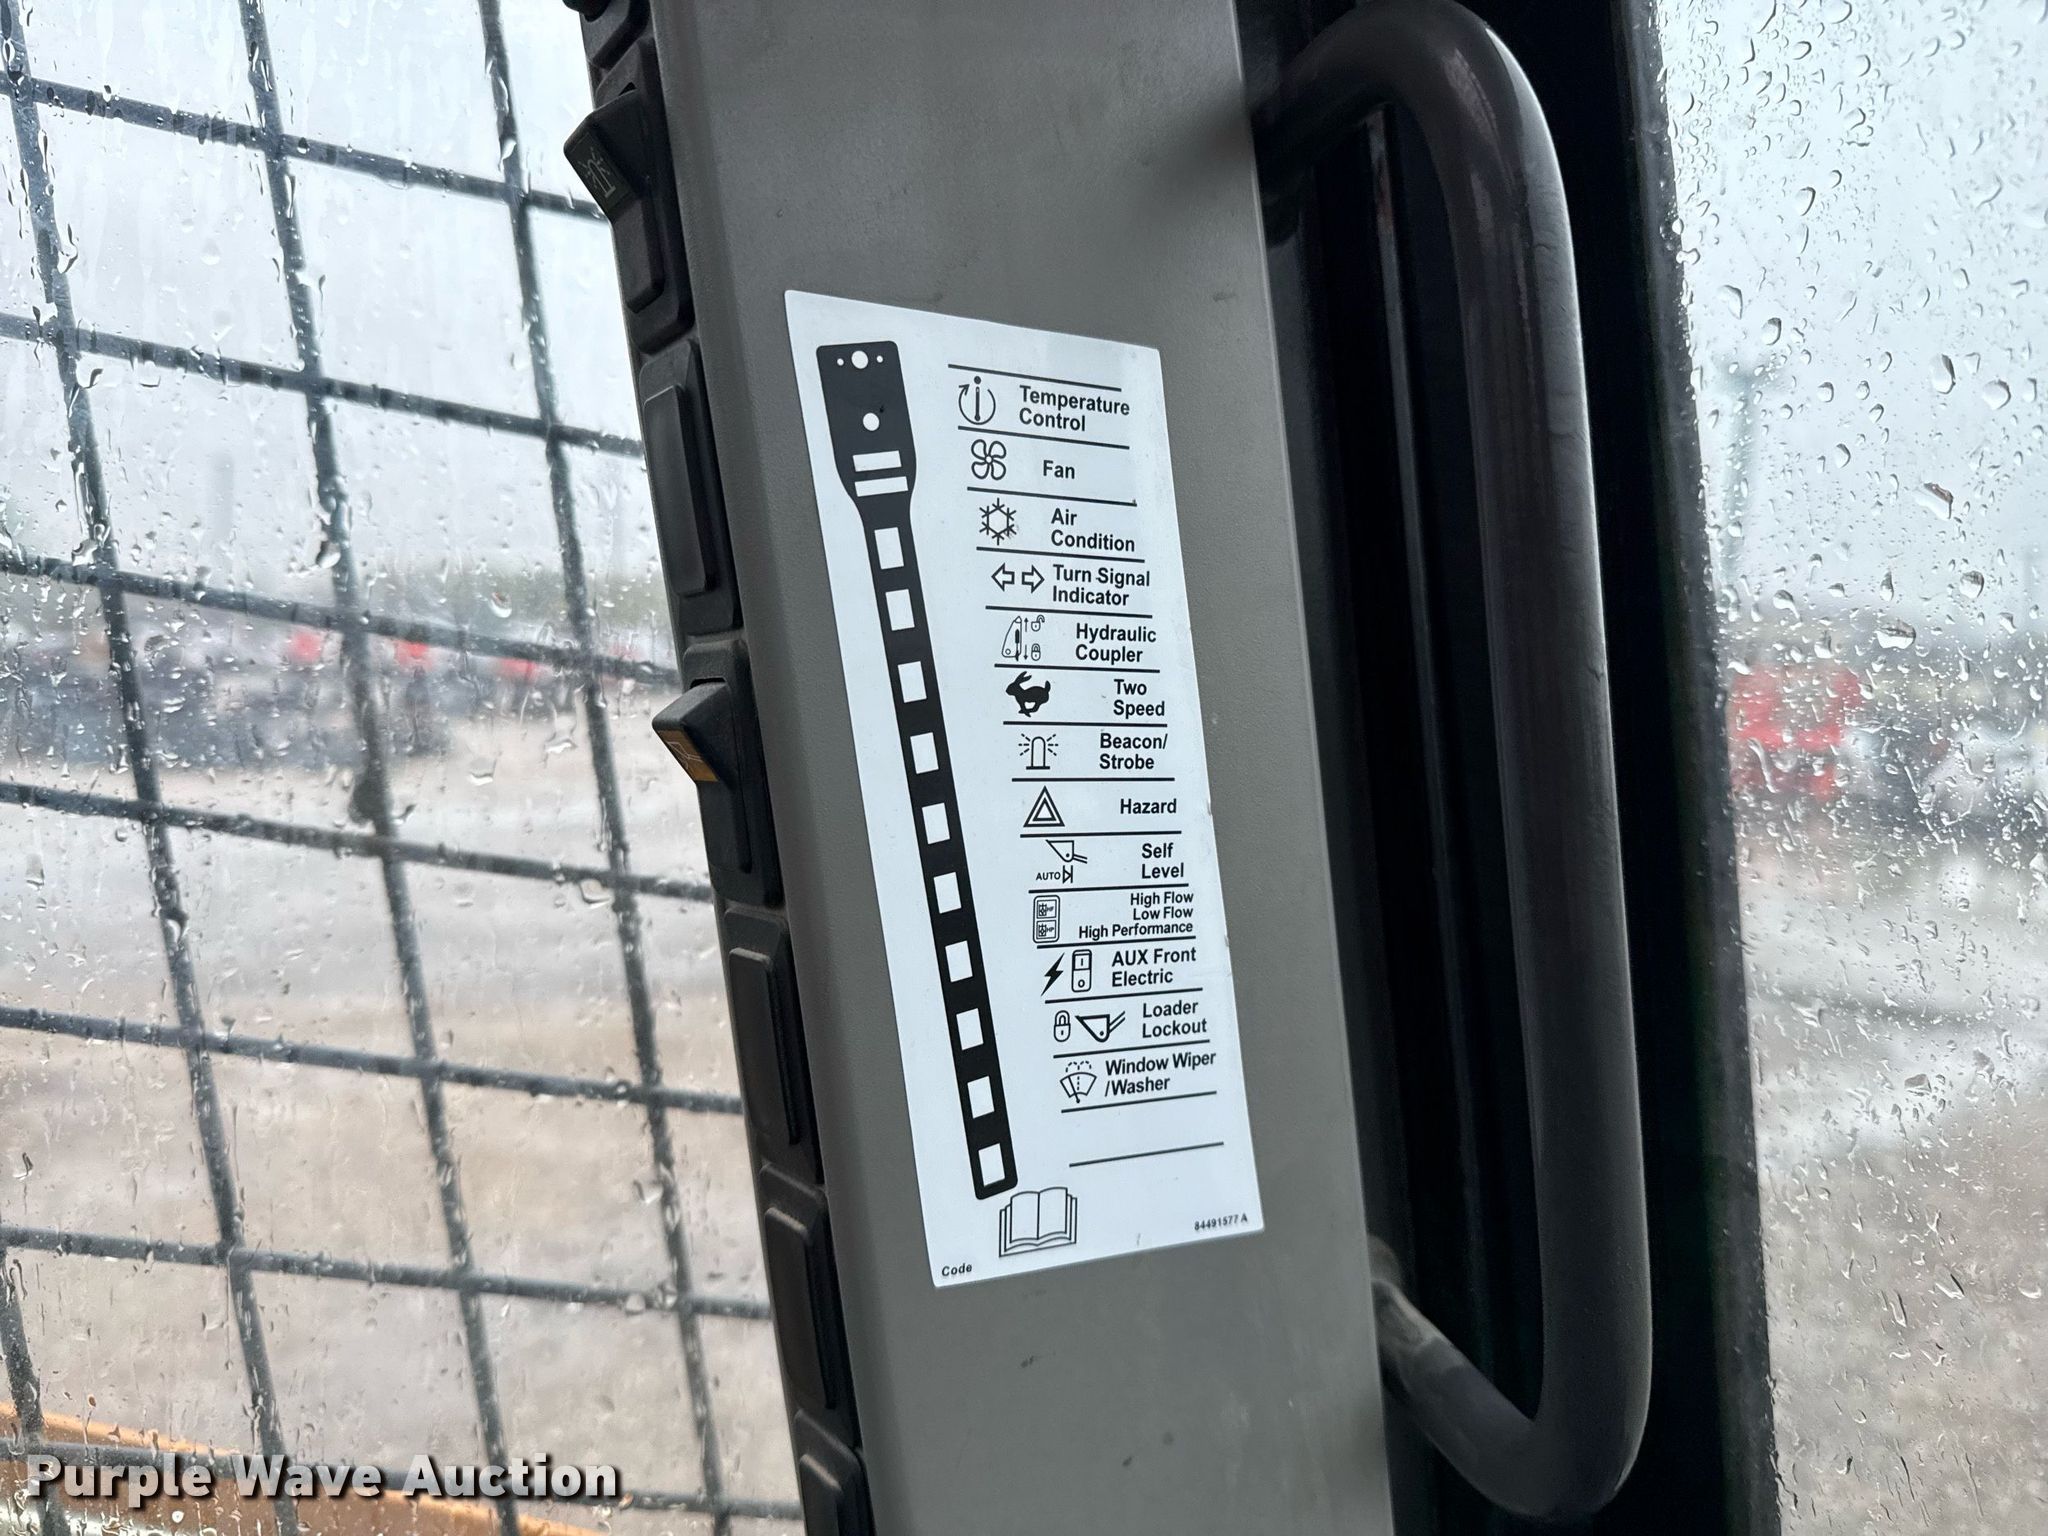 Temperature
Control
Fan
Air
Condition
Turn Signal
Indicator
Hydraulic
Coupler
Two
Speed
Beacon/
Strobe
Hazard
AUTO
Self
Level
High Flow
Low Flow
High Performance
AUX Front
Electric
Loader
Lockout
Window Wiper
/Washer
84491577 A
Code
Purple Wave Auction